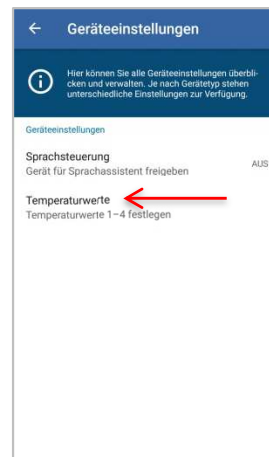 Geräteeinstellungen
Hier können Sie alle Geräteeinstellungen überbli-
cken und verwalten. Je nach Gerätetyp stehen
unterschiedliche Einstellungen zur Verfügung.
Geräteeinstellungen
Sprachsteuerung
Gerät für Sprachassistent freigeben
AUS
Temperaturwerte
Temperaturwerte 1–4 festlegen